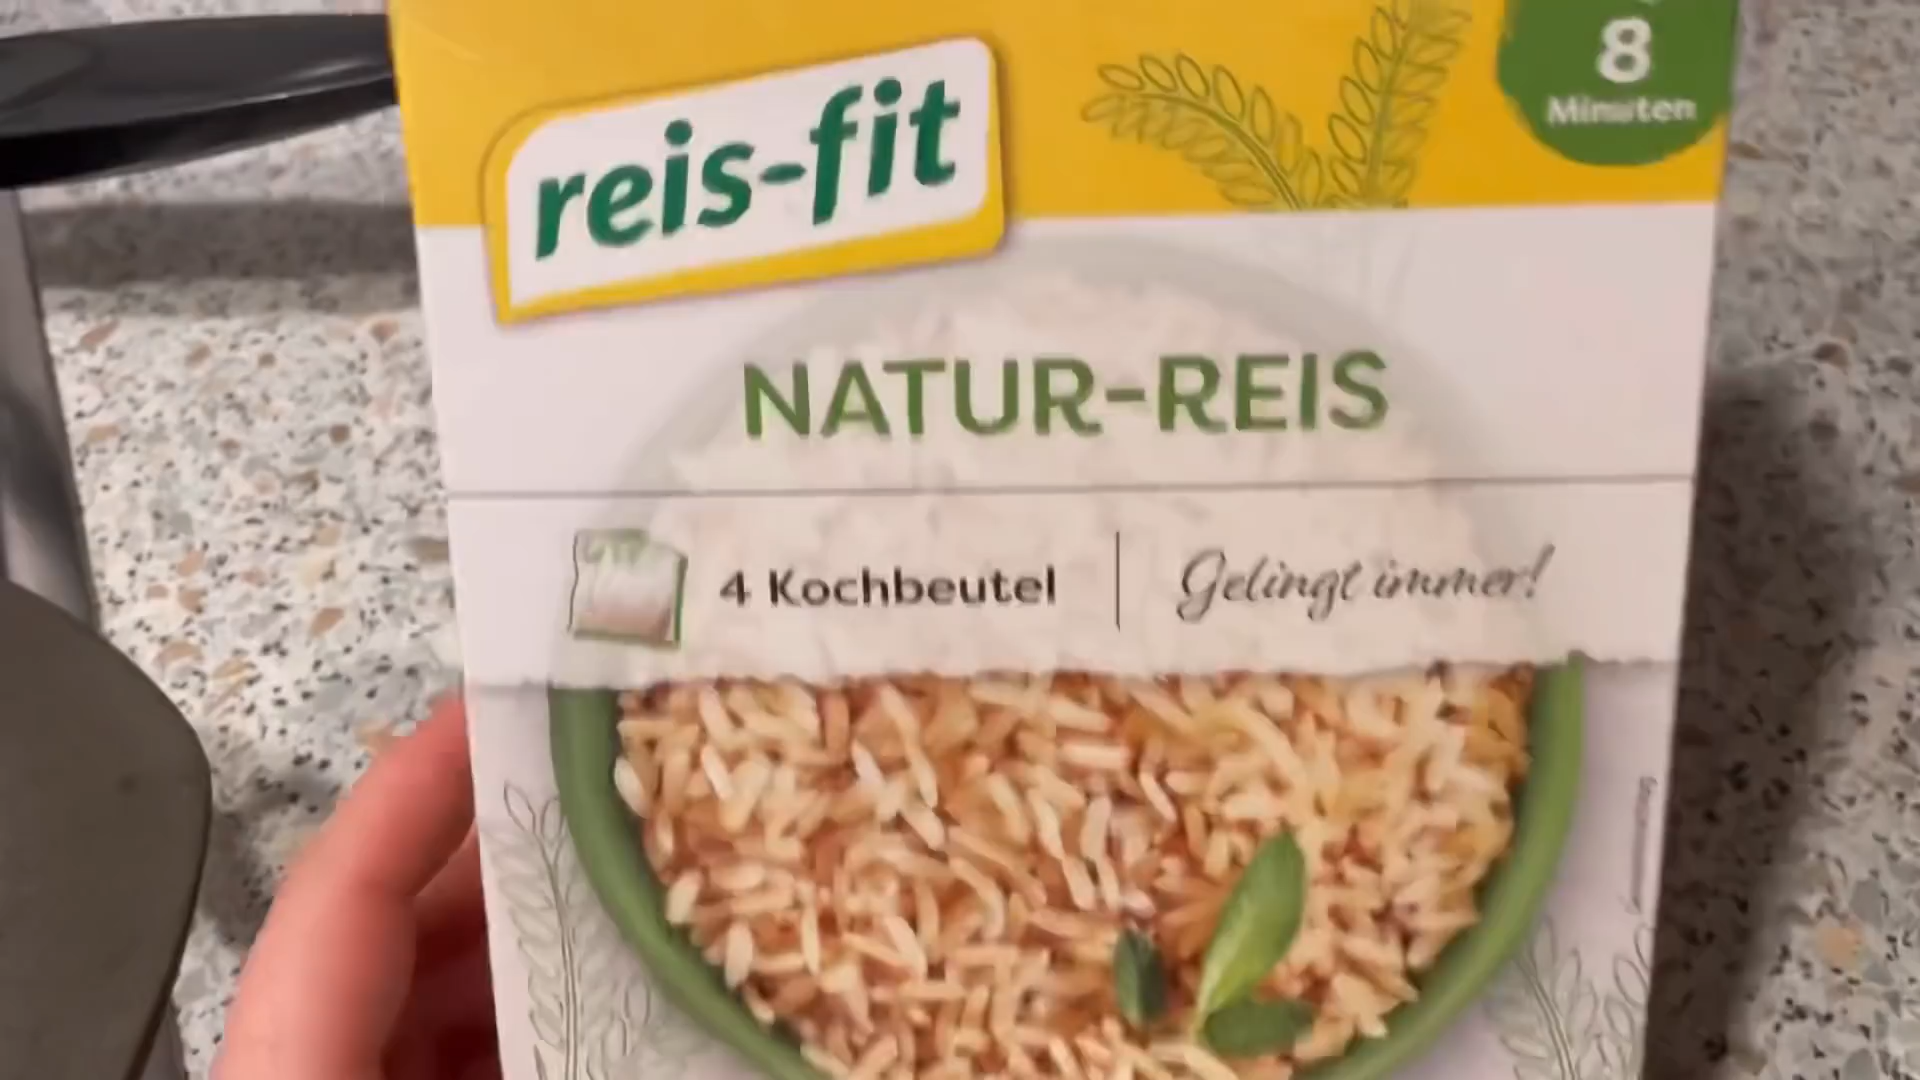 8
Minuten
reis-fit
NATUR-REIS
4 Kochbeutel
Gelingt immer!